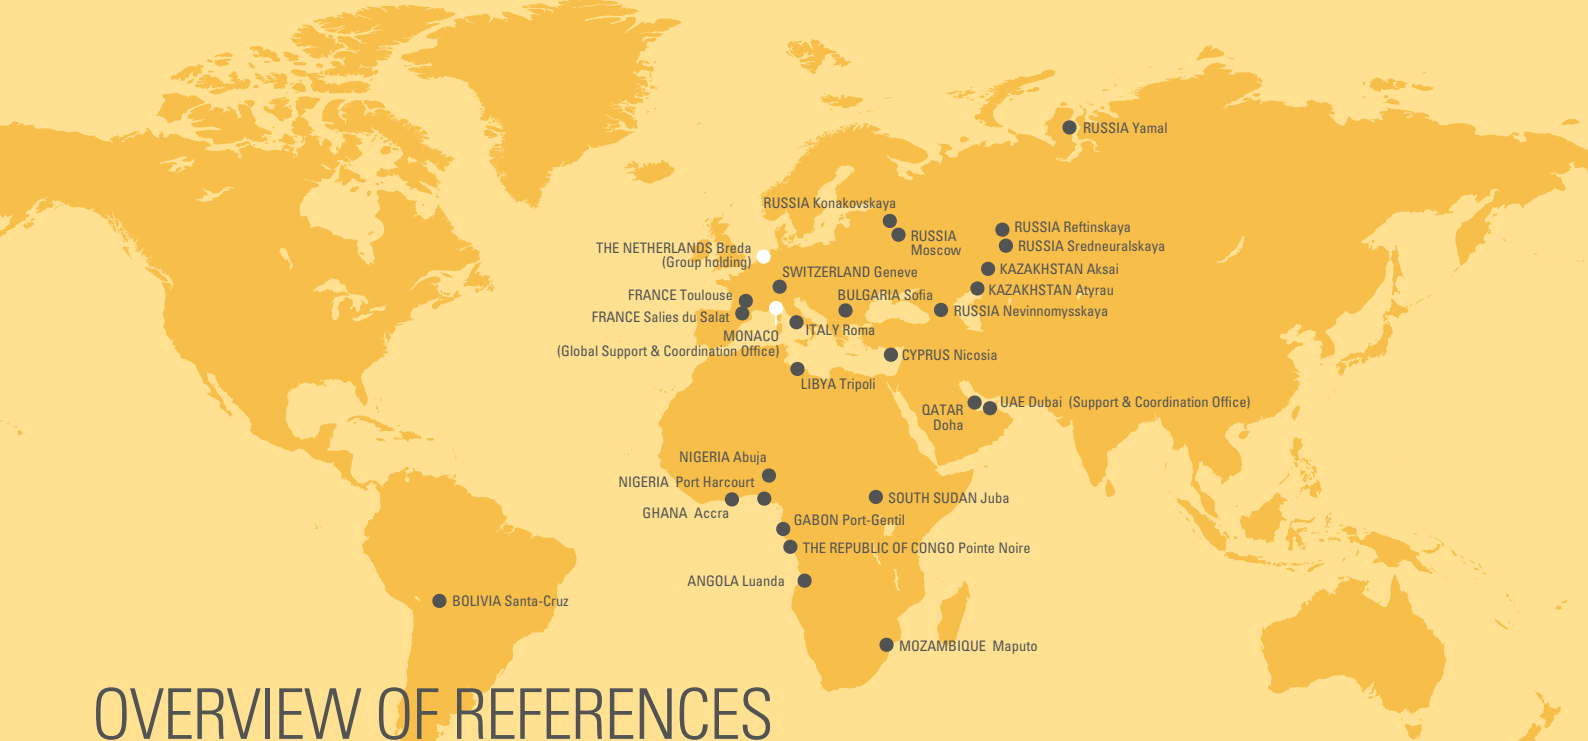 RUSSIA Yamal
RUSSIA Konakovskaya
RUSSIA
Moscow
RUSSIA Reftinskaya
RUSSIA Sredneuralskaya
THE NETHERLANDS Breda
(Group holding)
SWITZERLAND Geneve
KAZAKHSTAN Aksai
KAZAKHSTAN Atyrau
FRANCE Toulouse
BULGARIA Sofia
RUSSIA Nevinnomysskaya
FRANCE Salies du Salat
ITALY Roma
MONACO
(Global Support & Coordination Office)
CYPRUS Nicosia
LIBYA Tripoli
QATAR
Doha
UAE Dubai (Support & Coordination Office)
NIGERIA Abuja
NIGERIA Port Harcourt
GHANA Accra
SOUTH SUDAN Juba
GABON Port-Gentil
THE REPUBLIC OF CONGO Pointe Noire
ANGOLA Luanda
BOLIVIA Santa-Cruz
MOZAMBIQUE Maputo
OVERVIEW OF REFERENCES